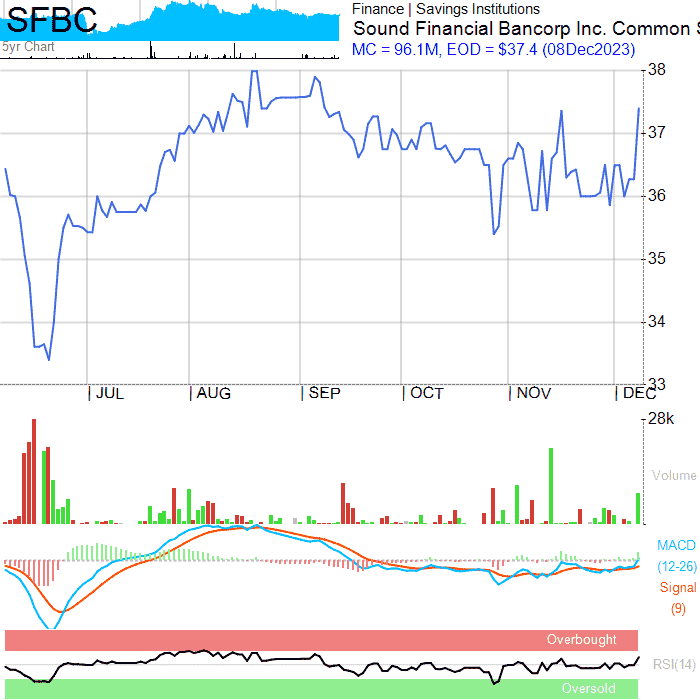 SFBC
5yr Chart
Finance | Savings Institutions
Sound Financial Bancorp Inc. Common S
MC = 96.1M, EOD = $37.4 (08Dec2023)
38
37
36
35
34
33
JUL AUG SEP OCT NOV DEC
28k
Volume
MACD
(12-26)
Signal
(9)
Overbought
RSI(14)
Oversold